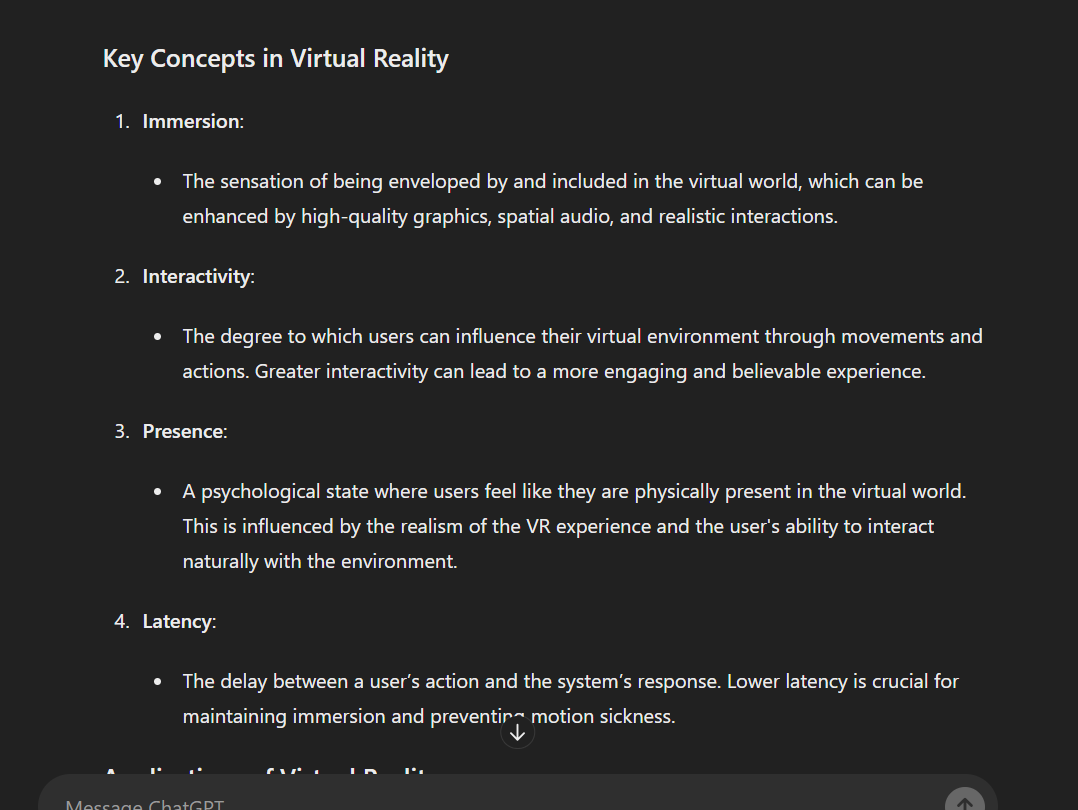 Key Concepts in Virtual Reality
1. Immersion:
• The sensation of being enveloped by and included in the virtual world, which can be
enhanced by high-quality graphics, spatial audio, and realistic interactions.
2. Interactivity:
• The degree to which users can influence their virtual environment through movements and
actions. Greater interactivity can lead to a more engaging and believable experience.
3. Presence:
• A psychological state where users feel like they are physically present in the virtual world.
This is influenced by the realism of the VR experience and the user's ability to interact
naturally with the environment.
4. Latency:
• The delay between a user’s action and the system’s response. Lower latency is crucial for
maintaining immersion and preventing motion sickness.
Applications of Virtual Reality
Message ChatGPT